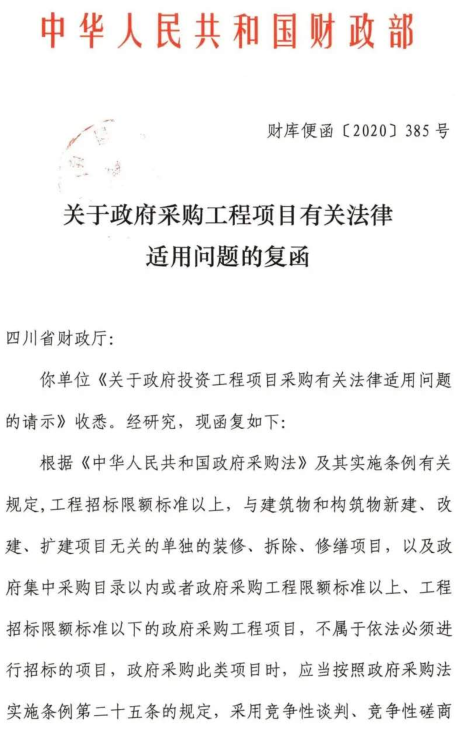 中华人民共和国财政部
财库便函〔2020〕385号
关于政府采购工程项目有关法律
适用问题的复函
四川省财政厅：
你单位《关于政府投资工程项目采购有关法律适用问题
的请示》收悉。经研究，现函复如下：
根据《中华人民共和国政府采购法》及其实施条例有关
规定,工程招标限额标准以上，与建筑物和构筑物新建、改
建、扩建项目无关的单独的装修、拆除、修缮项目，以及政
府集中采购目录以内或者政府采购工程限额标准以上、工程
招标限额标准以下的政府采购工程项目，不属于依法必须进
行招标的项目，政府采购此类项目时，应当按照政府采购法
实施条例第二十五条的规定，采用竞争性谈判、竞争性磋商